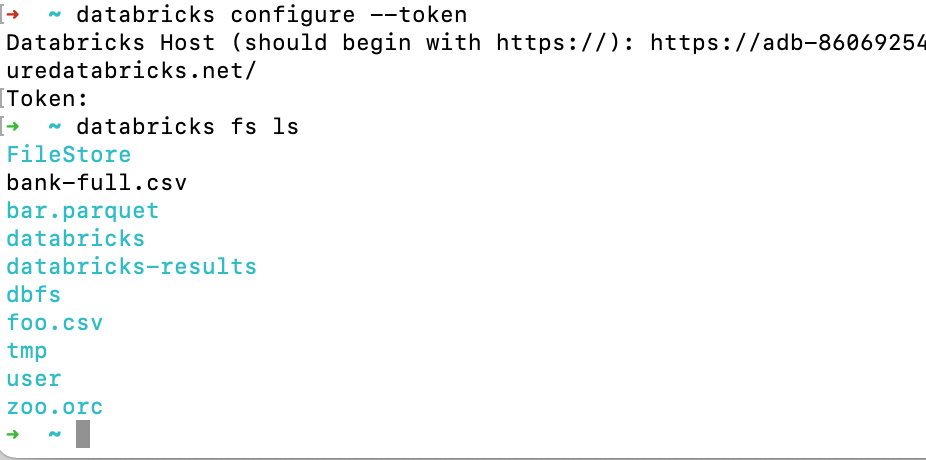 [➜ ~ databricks configure --token
Databricks Host (should begin with https://): https://adb-86069254
uredatabricks.net/
[Token:
[➜ ~ databricks fs ls
FileStore
bank-full.csv
bar.parquet
databricks
databricks-results
dbfs
foo.csv
tmp
user
zoo.orc
➜ ~